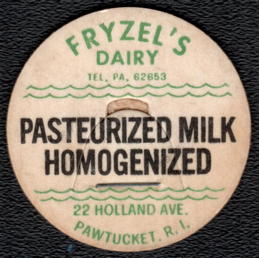 FRYZEL'S
DAIRY
TEL. PA. 62653
PASTEURIZED MILK
HOMOGENIZED
22 HOLLAND AVE.
PAWTUCKET, R. I.